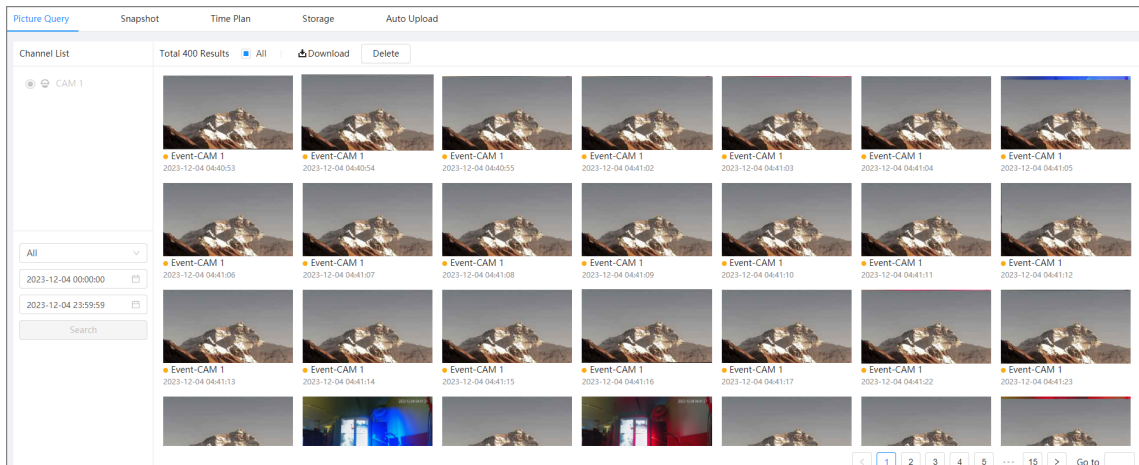 Picture Query Snapshot Time Plan Storage Auto Upload
Channel List Total 400 Results All Download Delete
CAM 1
Event-CAM 1 Event-CAM 1 Event-CAM 1 Event-CAM 1 Event-CAM 1 Event-CAM 1 Event-CAM 1
2023-12-04 04:40:53 2023-12-04 04:40:54 2023-12-04 04:40:55 2023-12-04 04:41:02 2023-12-04 04:41:03 2023-12-04 04:41:04 2023-12-04 04:41:05
All
Event-CAM 1 Event-CAM 1 Event-CAM 1 Event-CAM 1 Event-CAM 1 Event-CAM 1 Event-CAM 1
2023-12-04 04:41:06 2023-12-04 04:41:07 2023-12-04 04:41:08 2023-12-04 04:41:09 2023-12-04 04:41:10 2023-12-04 04:41:11 2023-12-04 04:41:12
2023-12-04 00:00:00
2023-12-04 23:59:59
Search
Event-CAM 1 Event-CAM 1 Event-CAM 1 Event-CAM 1 Event-CAM 1 Event-CAM 1 Event-CAM 1
2023-12-04 04:41:13 2023-12-04 04:41:14 2023-12-04 04:41:15 2023-12-04 04:41:16 2023-12-04 04:41:17 2023-12-04 04:41:22 2023-12-04 04:41:23
< 1 2 3 4 5 ··· 15 > Go to